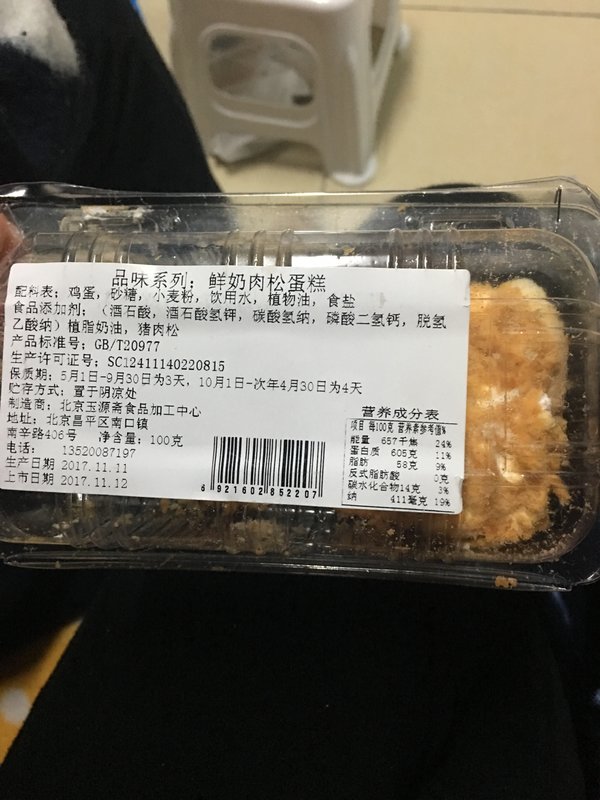 品味系列：鲜奶肉松蛋糕
配料表：鸡蛋，砂糖，小麦粉，饮用水，植物油，食盐
食品添加剂；（酒石酸，酒石酸氢钾，碳酸氢纳，磷酸二氢钙，脱氢
乙酸纳）植脂奶油，猪肉松
产品标准号：GB/T20977
生产许可证号：SC12411140220815
保质期：5月1日-9月30日为3天，10月1日-次年4月30日为4天
贮存方式：置于阴凉处
制造商：北京玉源斋食品加工中心
地址：北京昌平区南口镇
南辛路406号 净含量：100克
电话： 13520087197
生产日期 2017.11.11
上市日期 2017.11.12
6 921602 852207
营养成分表
项目 每100克 营养素参考值%
能量 657千焦 24%
蛋白质 605克 11%
脂肪 58克 9%
反式脂肪酸 0克
碳水化合物14克 3%
纳 411毫克 19%